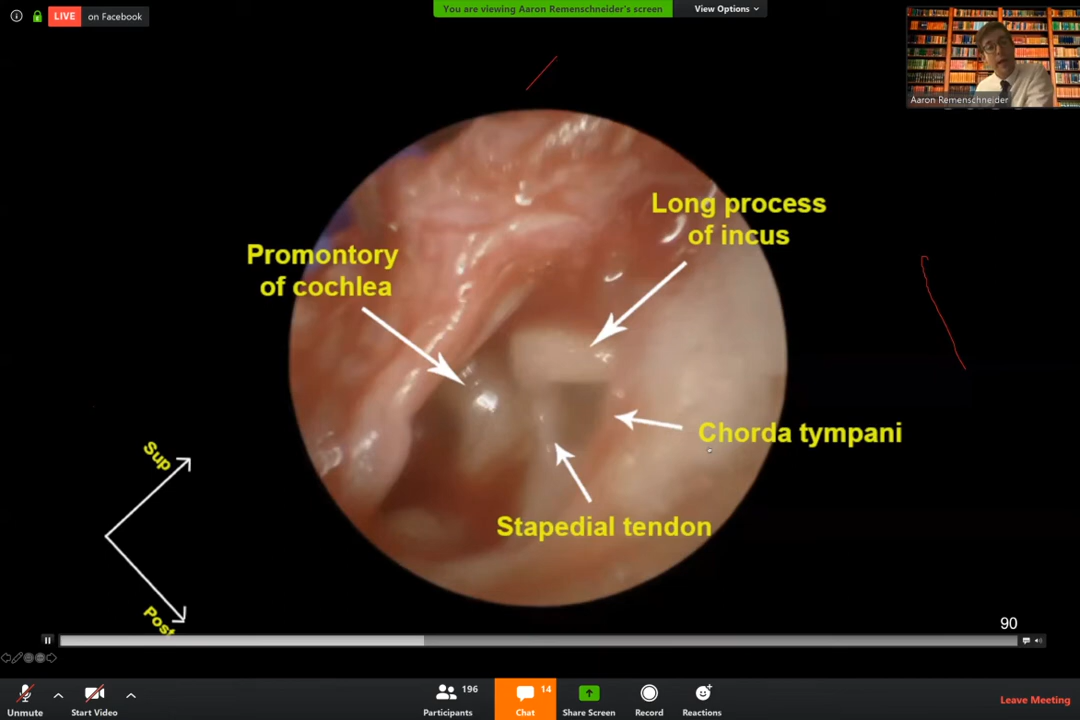 LIVE on Facebook
You are viewing Aaron Remenschneider's screen
View Options
Aaron Remenschneider
Long process
of incus
Promontory
of cochlea
Chorda tympani
Sup
Stapedial tendon
Post
90
Unmute
Start Video
Participants 196
Chat 14
Share Screen
Record
Reactions
Leave Meeting